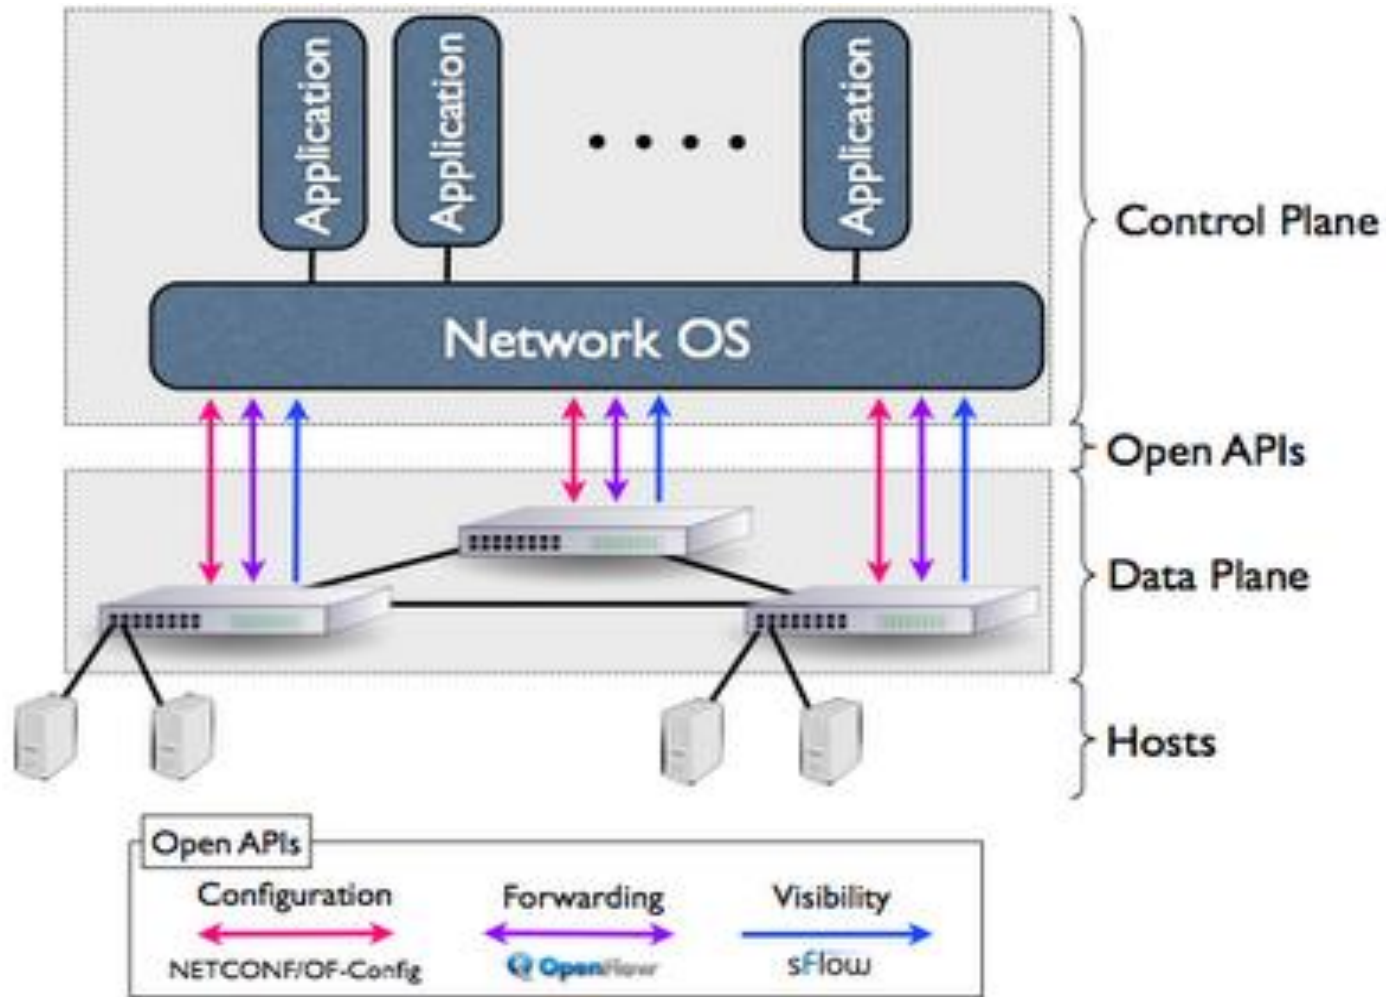 Application
Application
Application
Control Plane
Network OS
Open APIs
Data Plane
Hosts
Open APIs
Configuration
Forwarding
Visibility
NETCONF/OF-Config
OpenFlow
sFlow